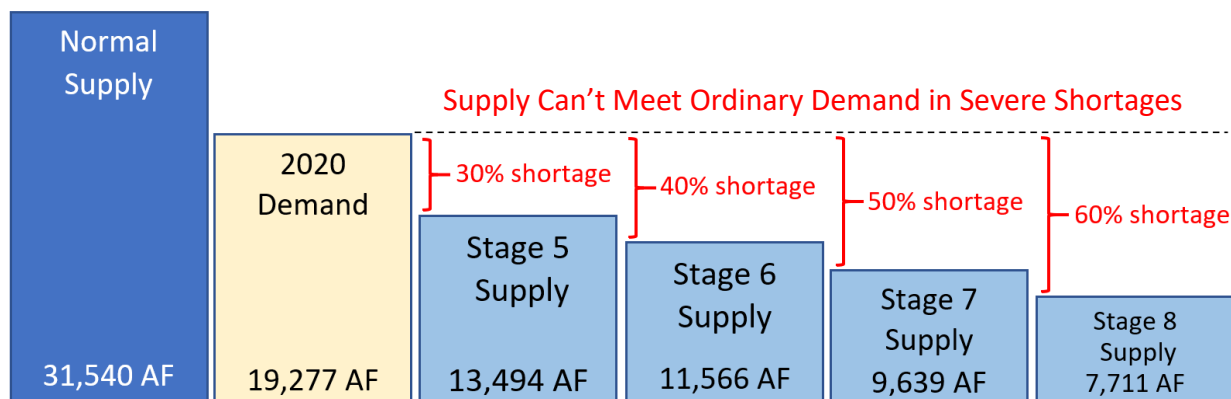 Normal
Supply
31,540 AF
Supply Can't Meet Ordinary Demand in Severe Shortages
2020
Demand
19,277 AF
30% shortage
Stage 5
Supply
13,494 AF
40% shortage
Stage 6
Supply
11,566 AF
50% shortage
Stage 7
Supply
9,639 AF
60% shortage
Stage 8
Supply
7,711 AF